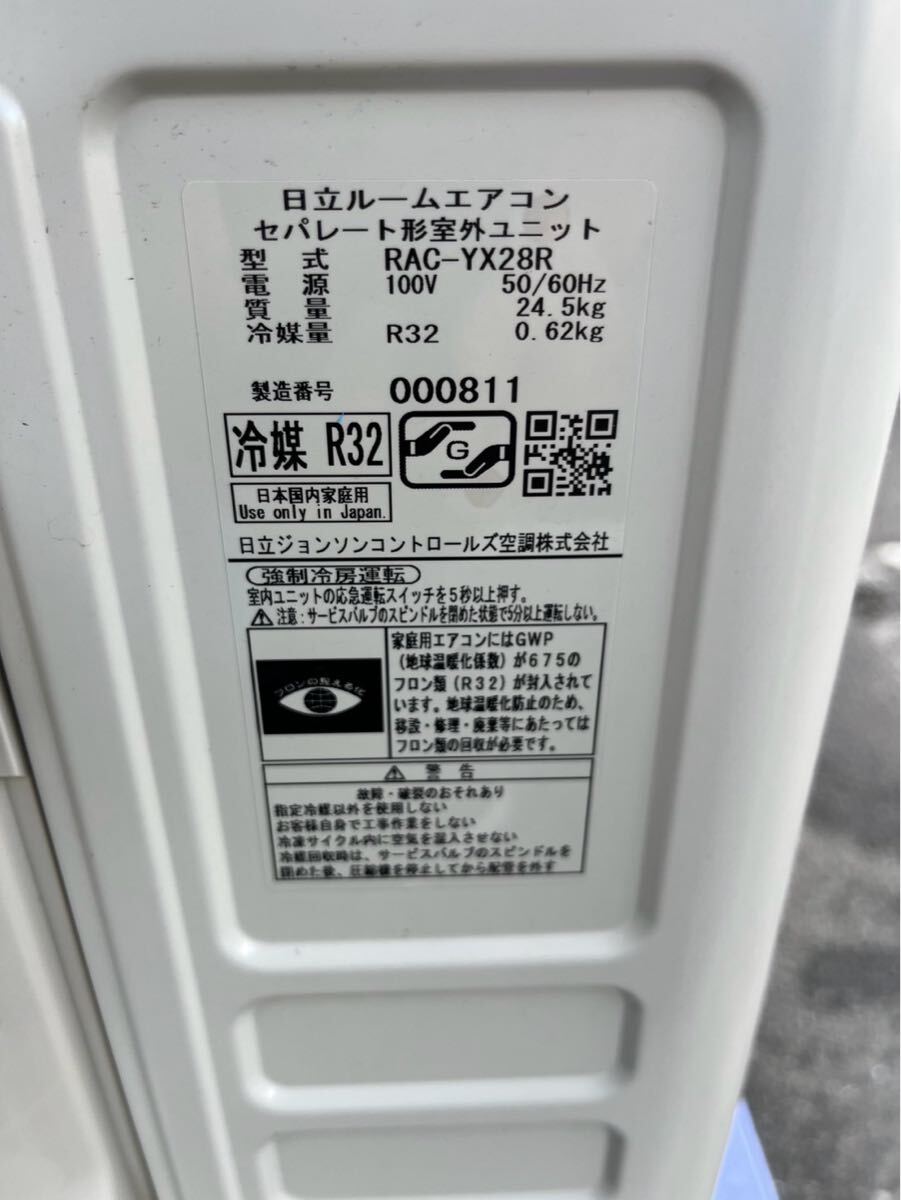 日立ルームエアコン
セパレート形室外ユニット
型 式 RAC-YX28R
電 源 100V 50/60Hz
質 量 24.5kg
冷媒量 R32 0.62kg
製造番号 000811
冷媒 R32
G
日本国内家庭用
Use only in Japan.
日立ジョンソンコントロールズ空調株式会社
強制冷房運転
室内ユニットの応急運転スイッチを5秒以上押す。
⚠注意:サービスバルブのスピンドルを閉めた状態で5分以上運転しない。
フロンの見える化
家庭用エアコンにはGWP
(地球温暖化係数)が675の
フロン類(R32)が封入されて
います。地球温暖化防止のため、
移設・修理・廃棄等にあたっては
フロン類の回収が必要です。
⚠ 警 告
故障・破裂のおそれあり
指定冷媒以外を使用しない
お客様自身で工事作業をしない
冷凍サイクル内に空気を混入させない
冷媒回収時は、サービスバルブのスピンドルを
閉めた後、圧縮機を停止してから配管を外す